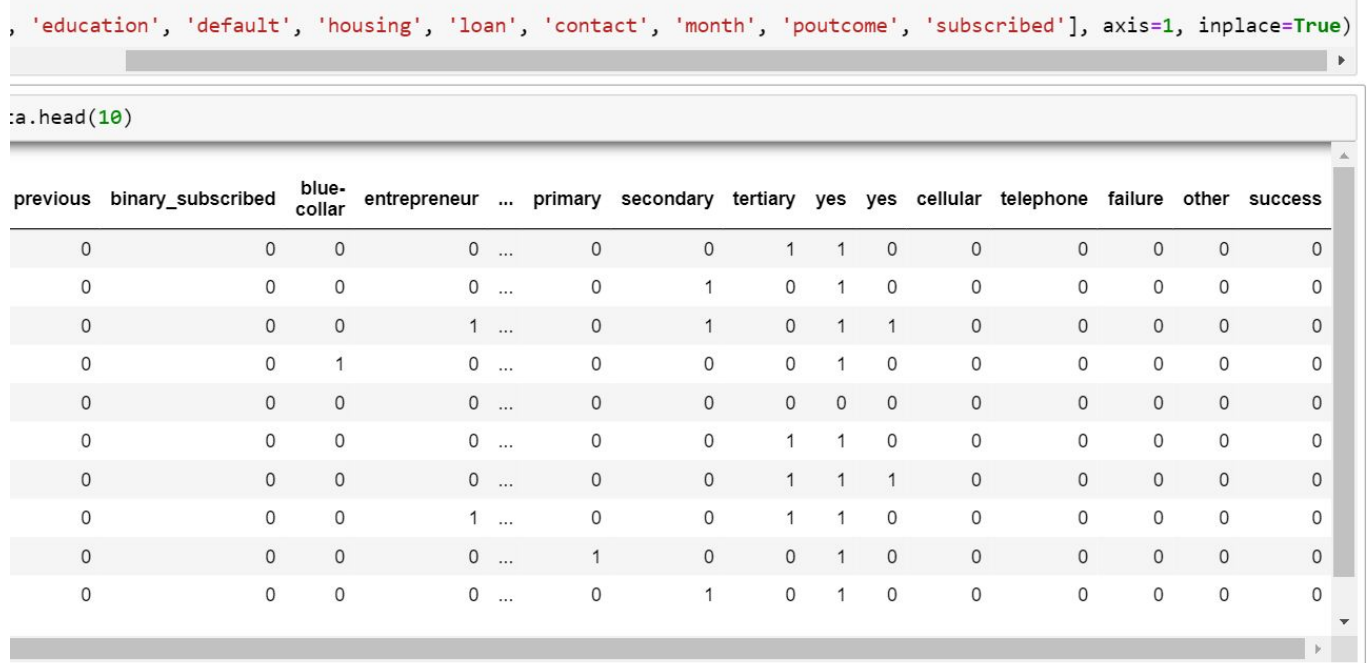 , 'education', 'default', 'housing', 'loan', 'contact', 'month', 'poutcome', 'subscribed'], axis=1, inplace=True)
:a.head(10)
previous binary_subscribed blue-collar entrepreneur ... primary secondary tertiary yes yes cellular telephone failure other success
0 0 0 0 ... 0 0 1 1 0 0 0 0 0 0
0 0 0 0 ... 0 1 0 1 0 0 0 0 0 0
0 0 0 1 ... 0 1 0 1 1 0 0 0 0 0
0 0 1 0 ... 0 0 0 1 0 0 0 0 0 0
0 0 0 0 ... 0 0 0 0 0 0 0 0 0 0
0 0 0 0 ... 0 0 1 1 0 0 0 0 0 0
0 0 0 0 ... 0 0 1 1 1 0 0 0 0 0
0 0 0 1 ... 0 0 1 1 0 0 0 0 0 0
0 0 0 0 ... 1 0 0 1 0 0 0 0 0 0
0 0 0 0 ... 0 1 0 1 0 0 0 0 0 0